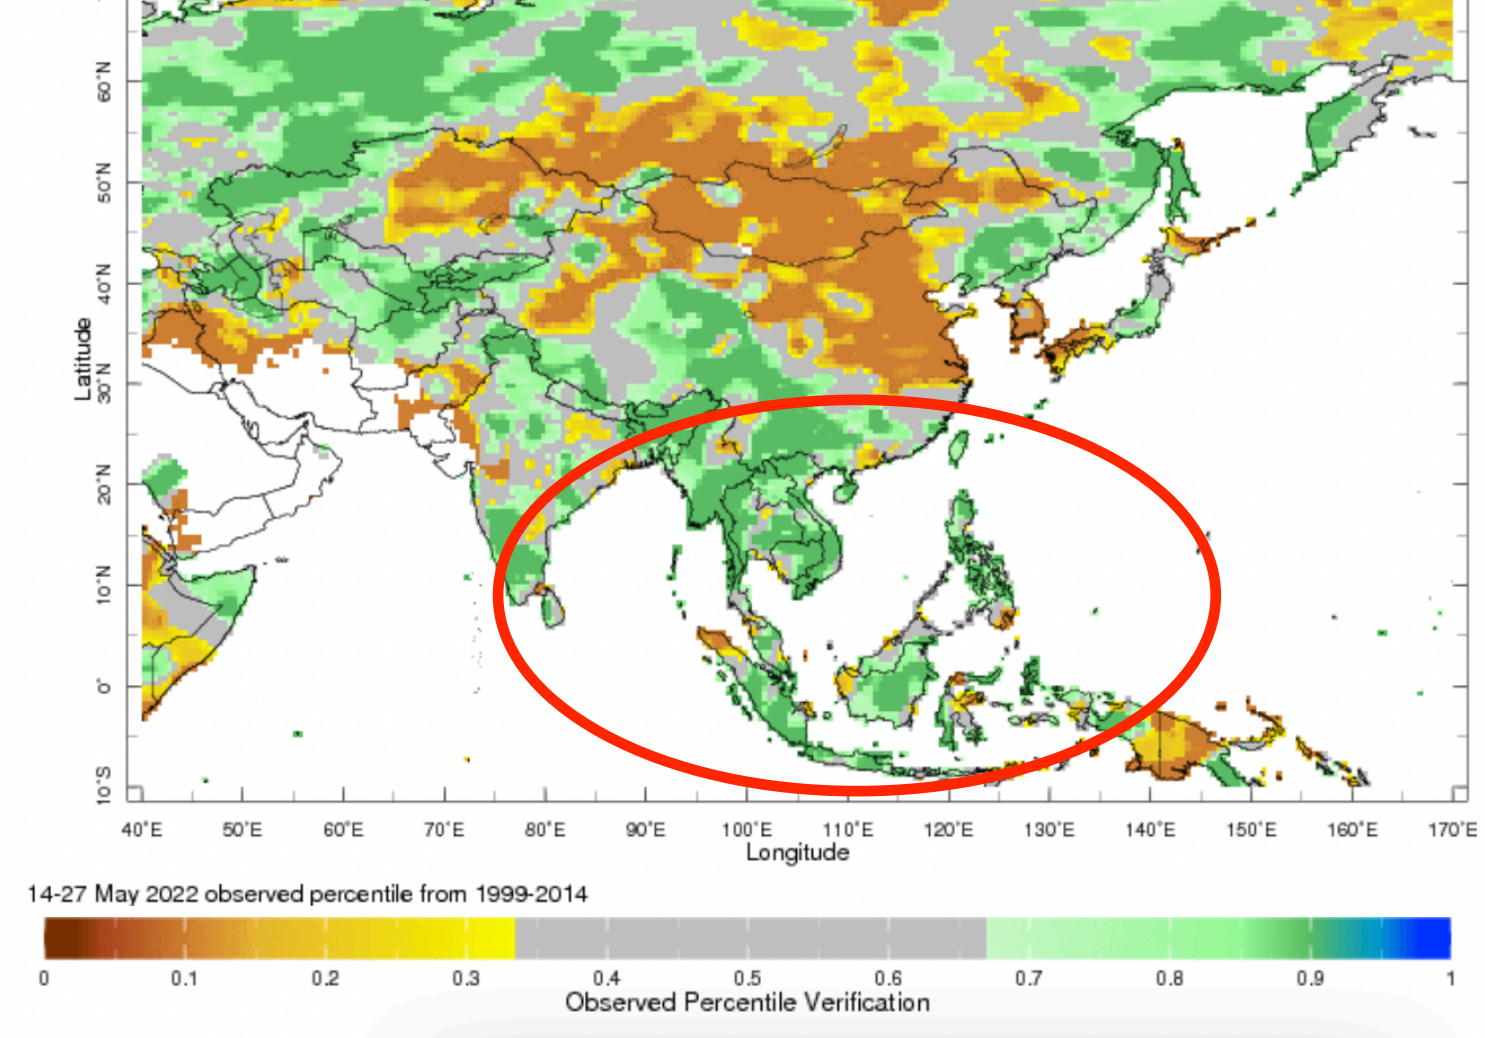 60°N
50°N
40°N
30°N
20°N
10°N
0°
10°S
Latitude
40°E 50°E 60°E 70°E 80°E 90°E 100°E 110°E 120°E 130°E 140°E 150°E 160°E 170°E
Longitude
14-27 May 2022 observed percentile from 1999-2014
0 0.1 0.2 0.3 0.4 0.5 0.6 0.7 0.8 0.9 1
Observed Percentile Verification